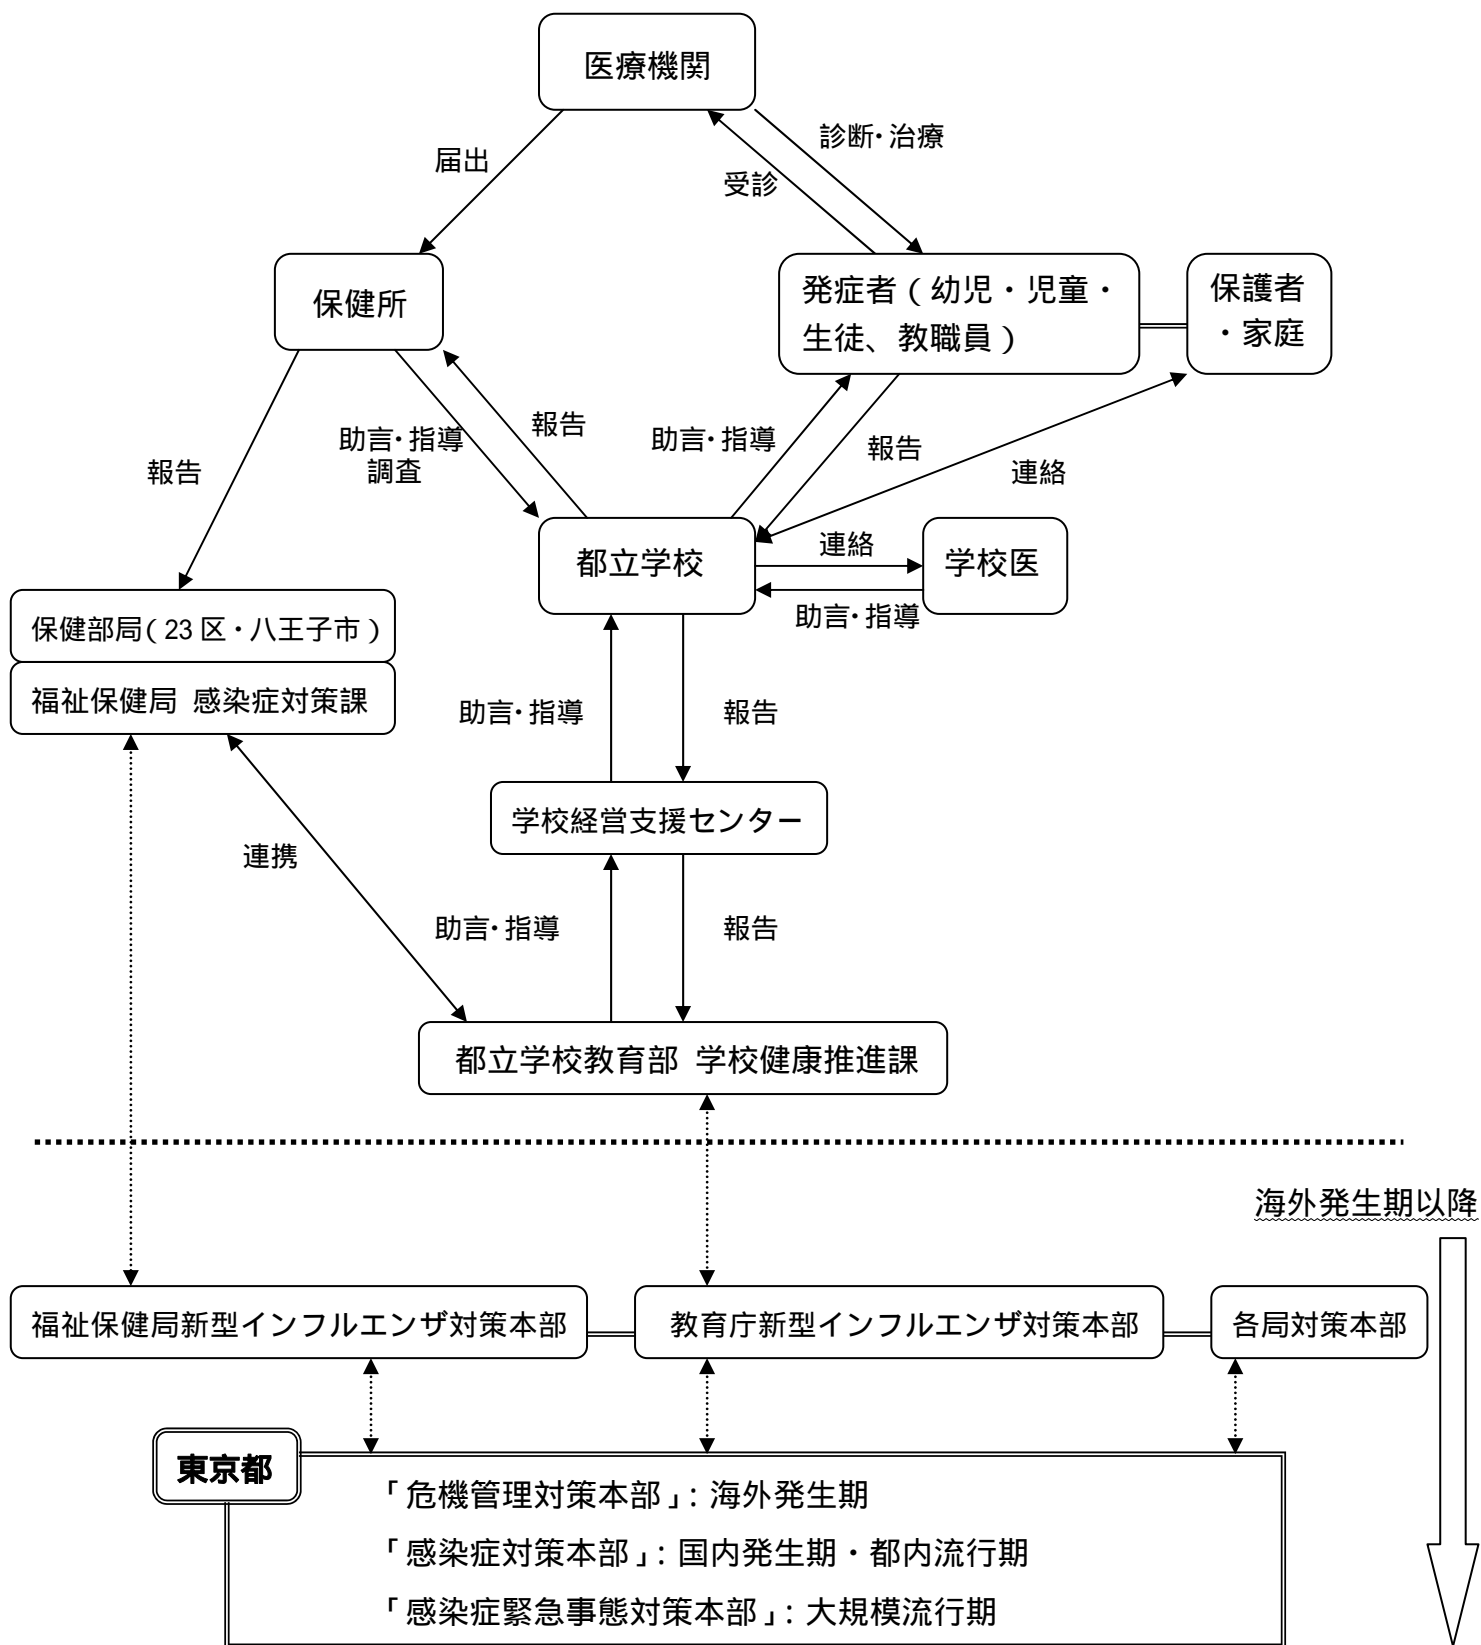 医療機関
診断・治療
届出
受診
保健所
発症者（幼児・児童・
生徒、教職員）
保護者
・家庭
報告
助言・指導
調査
報告
助言・指導
報告
連絡
都立学校
連絡
学校医
助言・指導
保健部局（23区・八王子市）
福祉保健局 感染症対策課
助言・指導
報告
学校経営支援センター
連携
助言・指導
報告
都立学校教育部 学校健康推進課
海外発生期以降
福祉保健局新型インフルエンザ対策本部
教育庁新型インフルエンザ対策本部
各局対策本部
東京都
「危機管理対策本部」：海外発生期
「感染症対策本部」：国内発生期・都内流行期
「感染症緊急事態対策本部」：大規模流行期